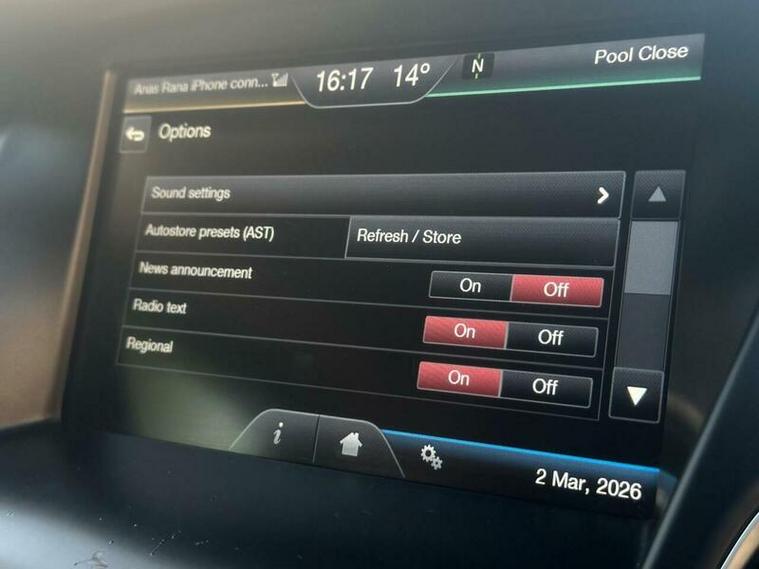 Anas Rana iPhone conn...
16:17 14° N Pool Close
Options
Sound settings
Autostore presets (AST) Refresh / Store
News announcement On Off
Radio text On Off
Regional On Off
i
2 Mar, 2026